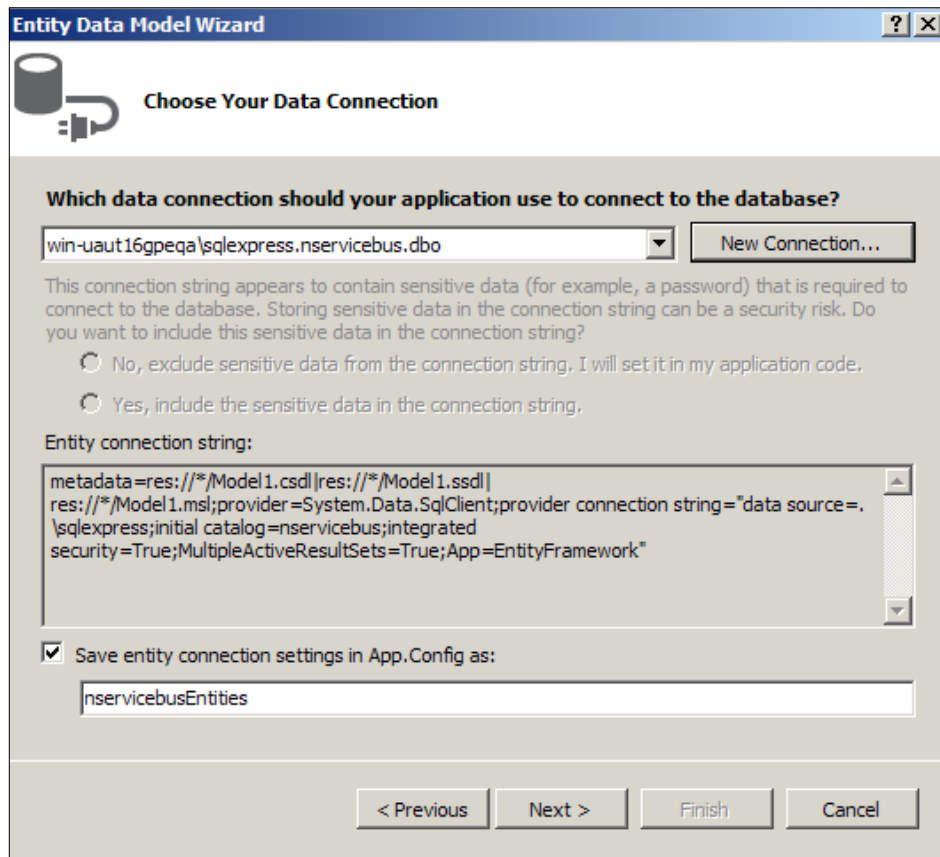 Entity Data Model Wizard
Choose Your Data Connection
Which data connection should your application use to connect to the database?
win-uaut16gpeqa\sqlexpress.nservicebus.dbo
New Connection...
This connection string appears to contain sensitive data (for example, a password) that is required to
connect to the database. Storing sensitive data in the connection string can be a security risk. Do
you want to include this sensitive data in the connection string?
No, exclude sensitive data from the connection string. I will set it in my application code.
Yes, include the sensitive data in the connection string.
Entity connection string:
metadata=res://*/Model1.csdl|res://*/Model1.ssdl|
res://*/Model1.msl;provider=System.Data.SqlClient;provider connection string="data source=.
\sqlexpress;initial catalog=nservicebus;integrated
security=True;MultipleActiveResultSets=True;App=EntityFramework"
Save entity connection settings in App.Config as:
nservicebusEntities
< Previous
Next >
Finish
Cancel